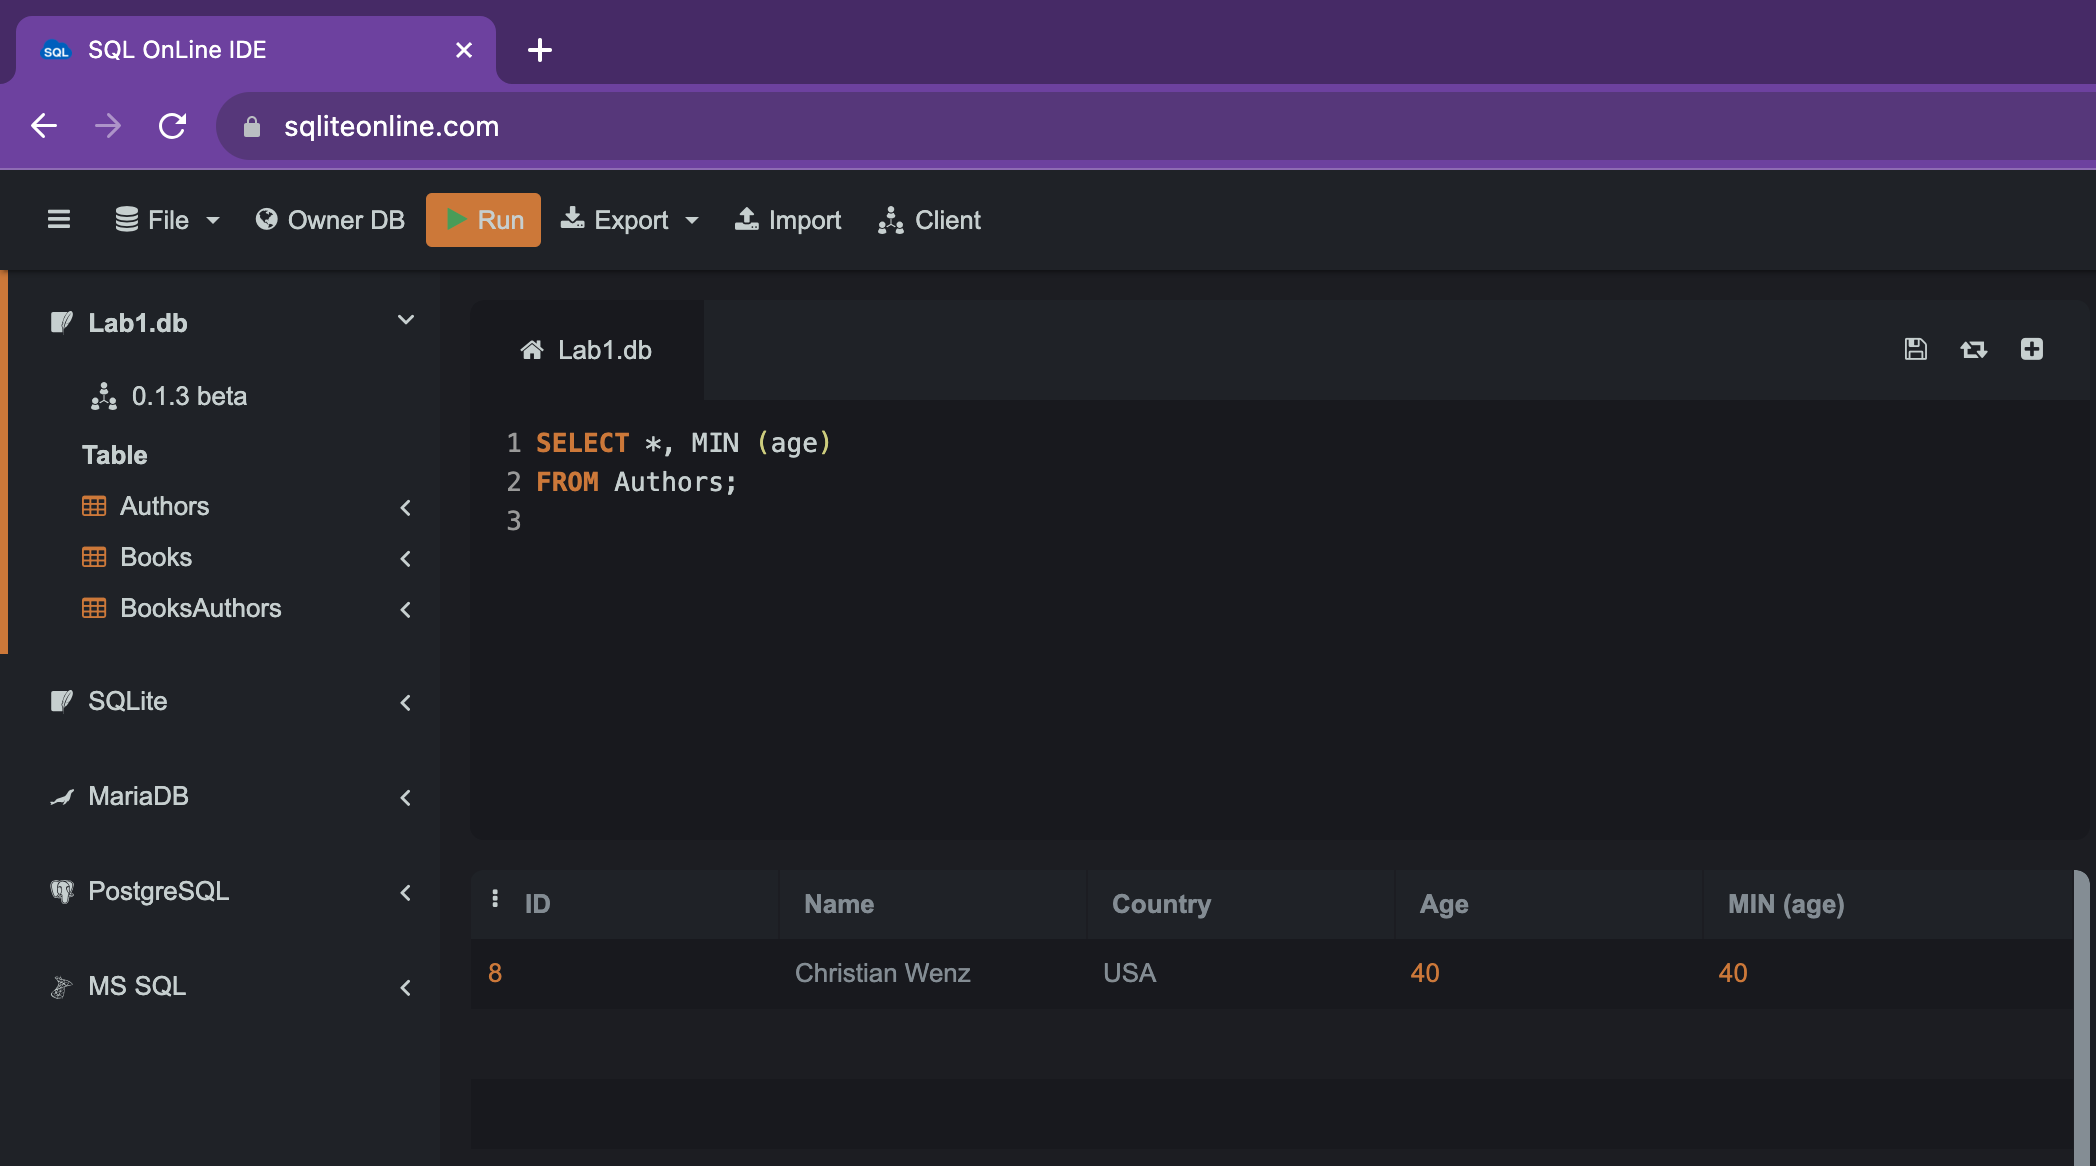 SQL SQL OnLine IDE
sqliteonline.com
File Owner DB Run Export Import Client
Lab1.db
0.1.3 beta
Table
Authors
Books
BooksAuthors
SQLite
MariaDB
PostgreSQL
MS SQL
Lab1.db
1 SELECT *, MIN (age)
2 FROM Authors;
3
ID Name Country Age MIN (age)
8 Christian Wenz USA 40 40